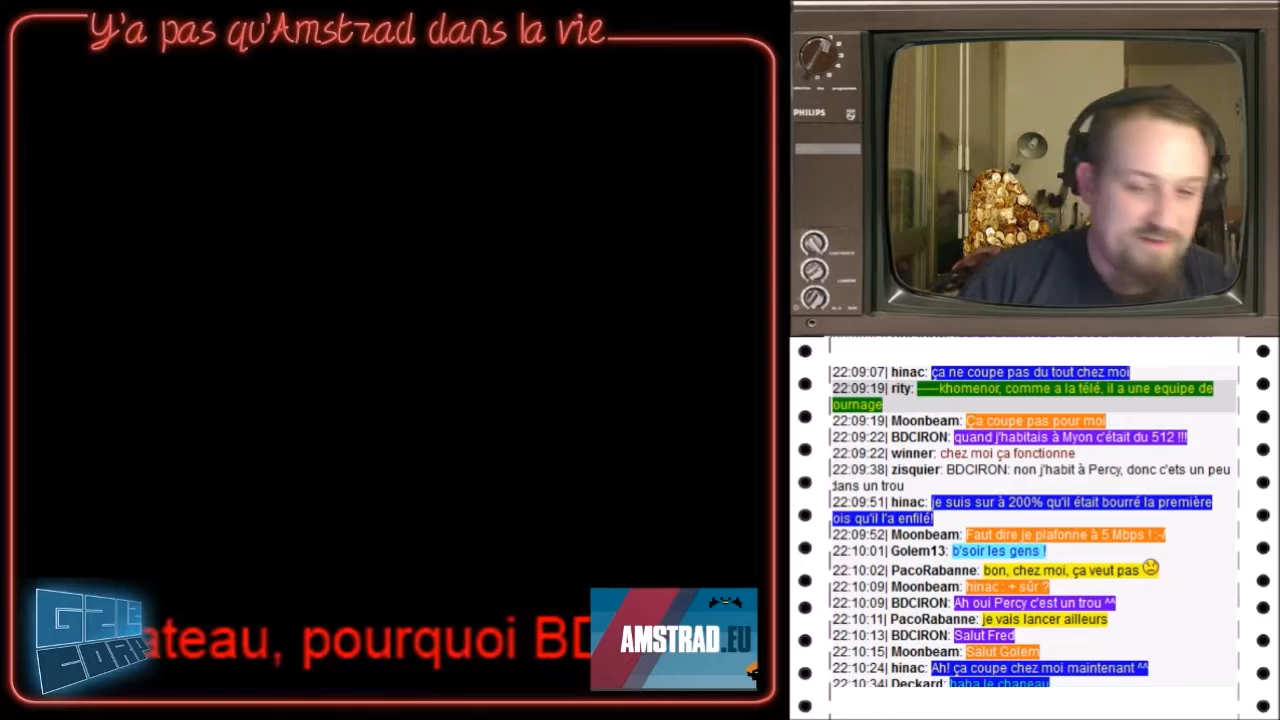 Y'a pas qu'Amstrad dans la vie
PHILIPS
22:09:07| hinac: ça ne coupe pas du tout chez moi
22:09:19| rity: -----khomenor, comme a la télé, il a une equipe de
ournage
22:09:19| Moonbeam: Ça coupe pas pour moi
22:09:22| BDCIRON: quand j'habitais à Myon c'était du 512 !!!
22:09:22| winner: chez moi ça fonctionne
22:09:38| zisquier: BDCIRON: non j'habit à Percy, donc c'ets un peu
dans un trou
22:09:51| hinac: je suis sur à 200% qu'il était bourré la première
ois qu'il l'a enfilé!
22:09:52| Moonbeam: Faut dire je plafonne à 5 Mbps ! :-/
22:10:01| Golem13: b'soir les gens !
22:10:02| PacoRabanne: bon, chez moi, ça veut pas
22:10:09| Moonbeam: hinac : + sûr ?
22:10:09| BDCIRON: Ah oui Percy c'est un trou ^^
22:10:11| PacoRabanne: je vais lancer ailleurs
22:10:13| BDCIRON: Salut Fred
22:10:15| Moonbeam: Salut Golem
22:10:24| hinac: Ah! ça coupe chez moi maintenant ^^
22:10:34| Deckard: haha le chapeau
ateau pourquoi BD
AMSTRAD.EU